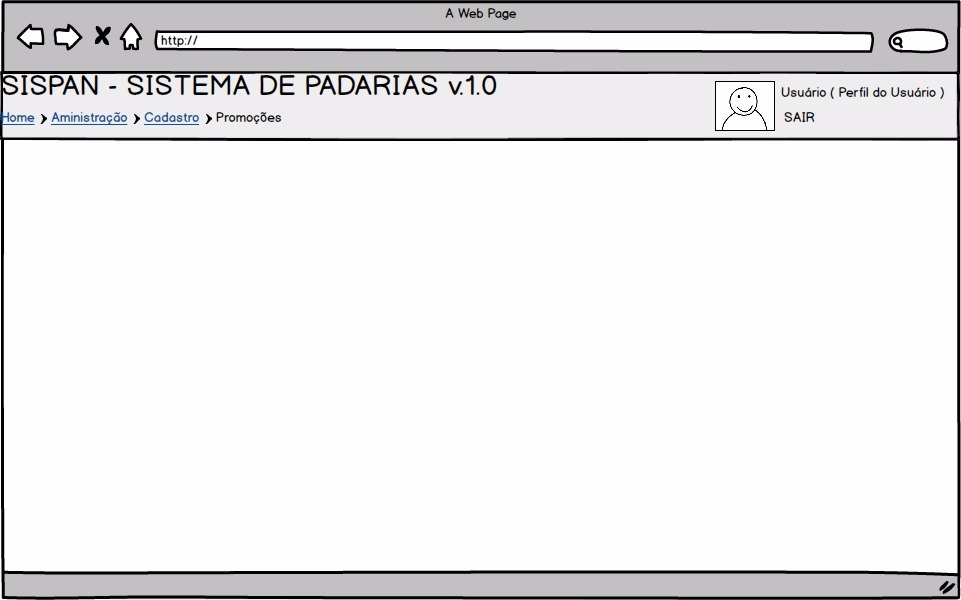 A Web Page
http://
SISPAN - SISTEMA DE PADARIAS v.1.0
Usuário ( Perfil do Usuário )
Home Aministração Cadastro Promoções
SAIR